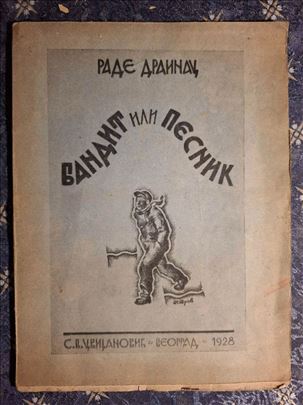 РАДЕ ДРАИНАЦ
БАНДИТ ИЛИ ПЕСНИК
С.Б.ЦВИЈАНОВИЋ - БЕОГРАД - 1928